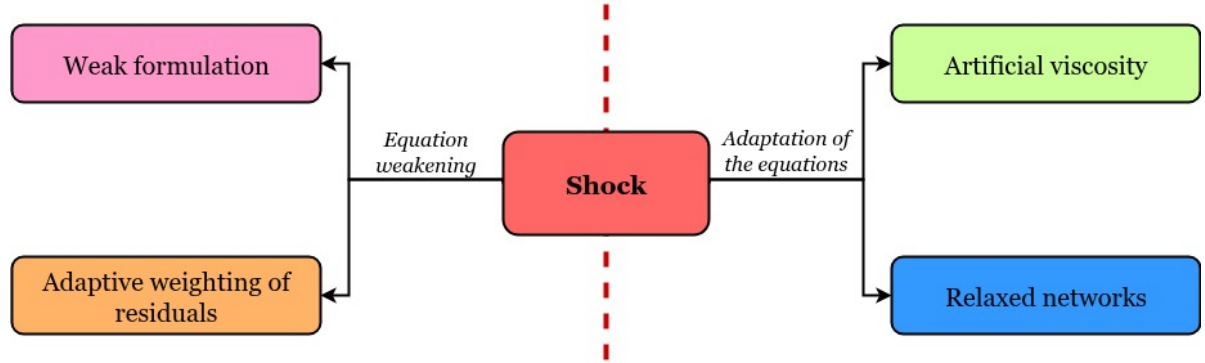 Weak formulation
Artificial viscosity
Equation
weakening
Shock
Adaptation of
the equations
Adaptive weighting of
residuals
Relaxed networks